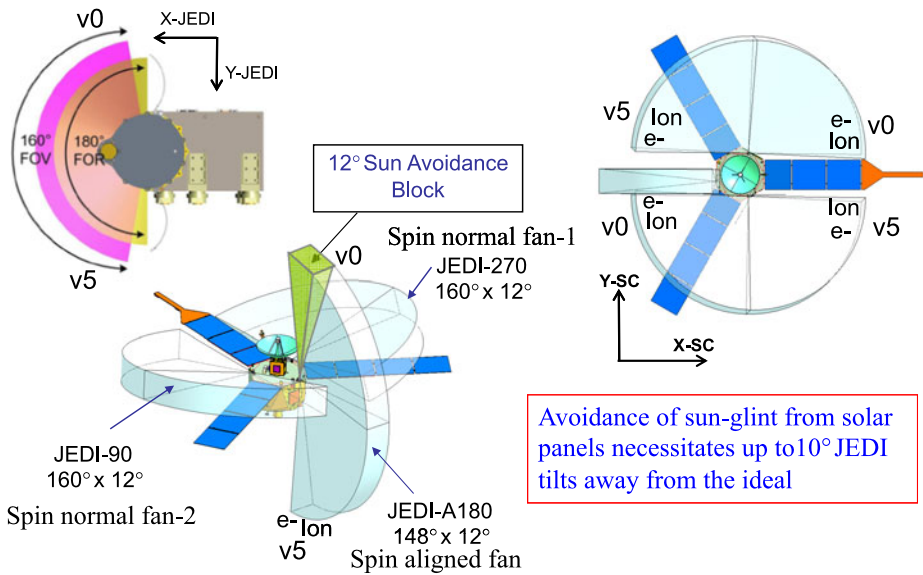 v0
X-JEDI
Y-JEDI
160°
FOV
180°
FOR
v5
12° Sun Avoidance
Block
v0
Spin normal fan-1
JEDI-270
160° x 12°
JEDI-90
160° x 12°
Spin normal fan-2
e- Ion
v5
JEDI-A180
148° x 12°
Spin aligned fan
v5
Ion
e-
e-
Ion
v0
e-
Ion
v0
Ion
e-
v5
Y-SC
X-SC
Avoidance of sun-glint from solar
panels necessitates up to10° JEDI
tilts away from the ideal